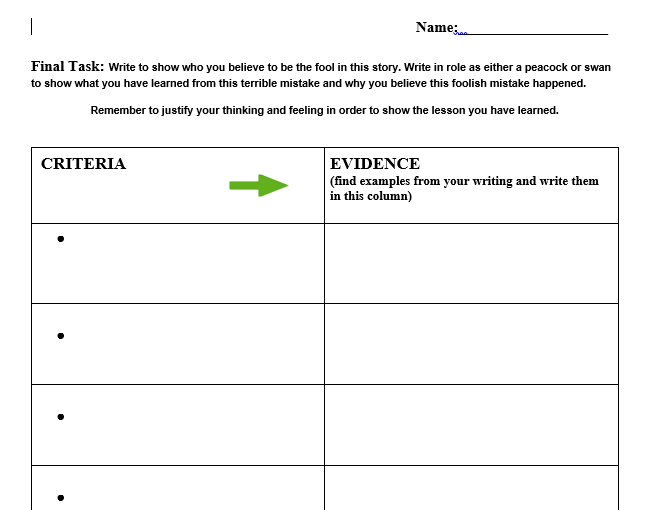 Name:
Final Task: Write to show who you believe to be the fool in this story. Write in role as either a peacock or swan
to show what you have learned from this terrible mistake and why you believe this foolish mistake happened.
Remember to justify your thinking and feeling in order to show the lesson you have learned.
CRITERIA
EVIDENCE
(find examples from your writing and write them
in this column)